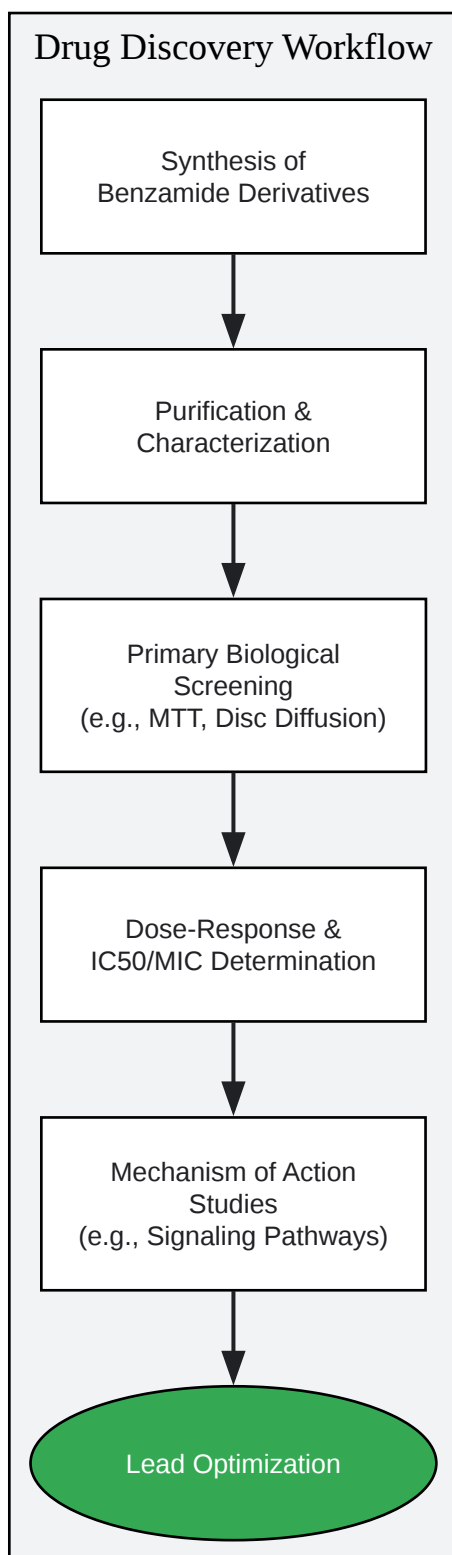 Drug Discovery Workflow
Synthesis of
Benzamide Derivatives
Purification &
Characterization
Primary Biological
Screening
(e.g., MTT, Disc Diffusion)
Dose-Response &
IC50/MIC Determination
Mechanism of Action
Studies
(e.g., Signaling Pathways)
Lead Optimization